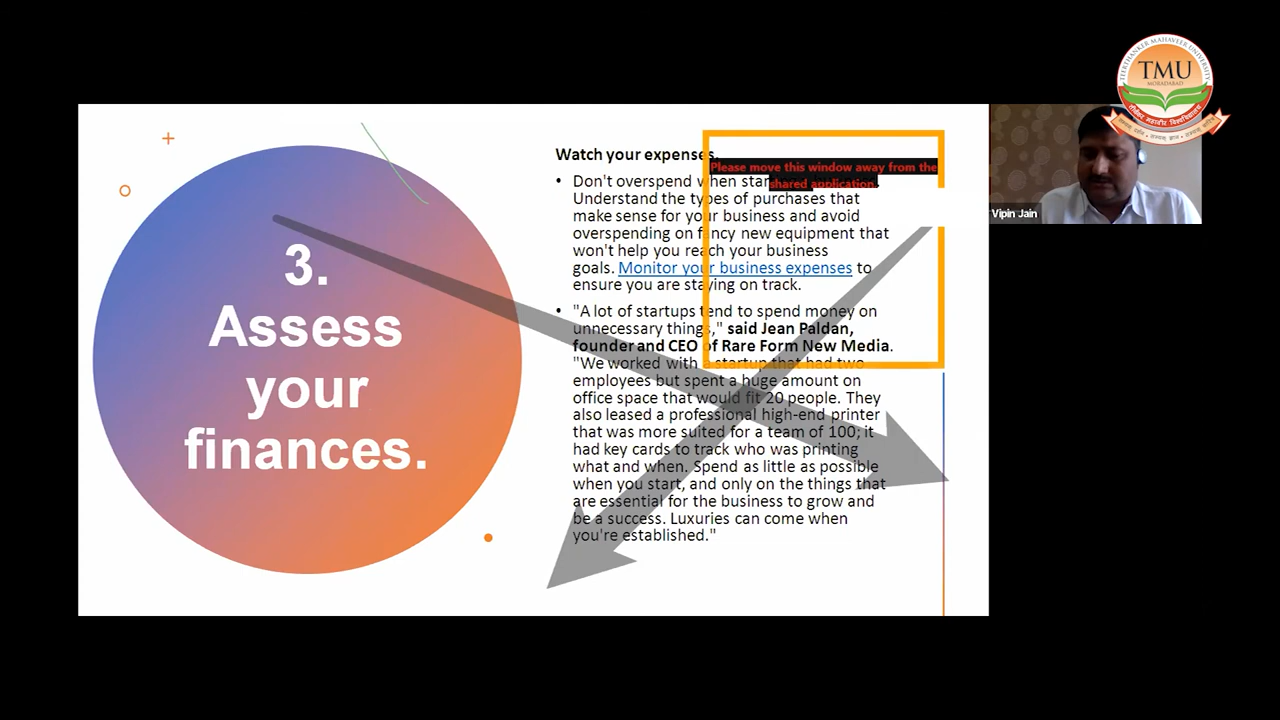 TEERTHANKER MAHAVEER UNIVERSITY
TMU
MORADABAD
Vipin Jain
3.
Assess
your
finances.
Watch your expenses.
Please move this window away from the
shared application.
• Don't overspend when star
Understand the types of purchases that
make sense for your business and avoid
overspending on fancy new equipment that
won't help you reach your business
goals. Monitor your business expenses to
ensure you are staying on track.
• "A lot of startups tend to spend money on
unnecessary things," said Jean Paldan,
founder and CEO of Rare Form New Media.
"We worked with a startup that had two
employees but spent a huge amount on
office space that would fit 20 people. They
also leased a professional high-end printer
that was more suited for a team of 100; it
had key cards to track who was printing
what and when. Spend as little as possible
when you start, and only on the things that
are essential for the business to grow and
be a success. Luxuries can come when
you're established."